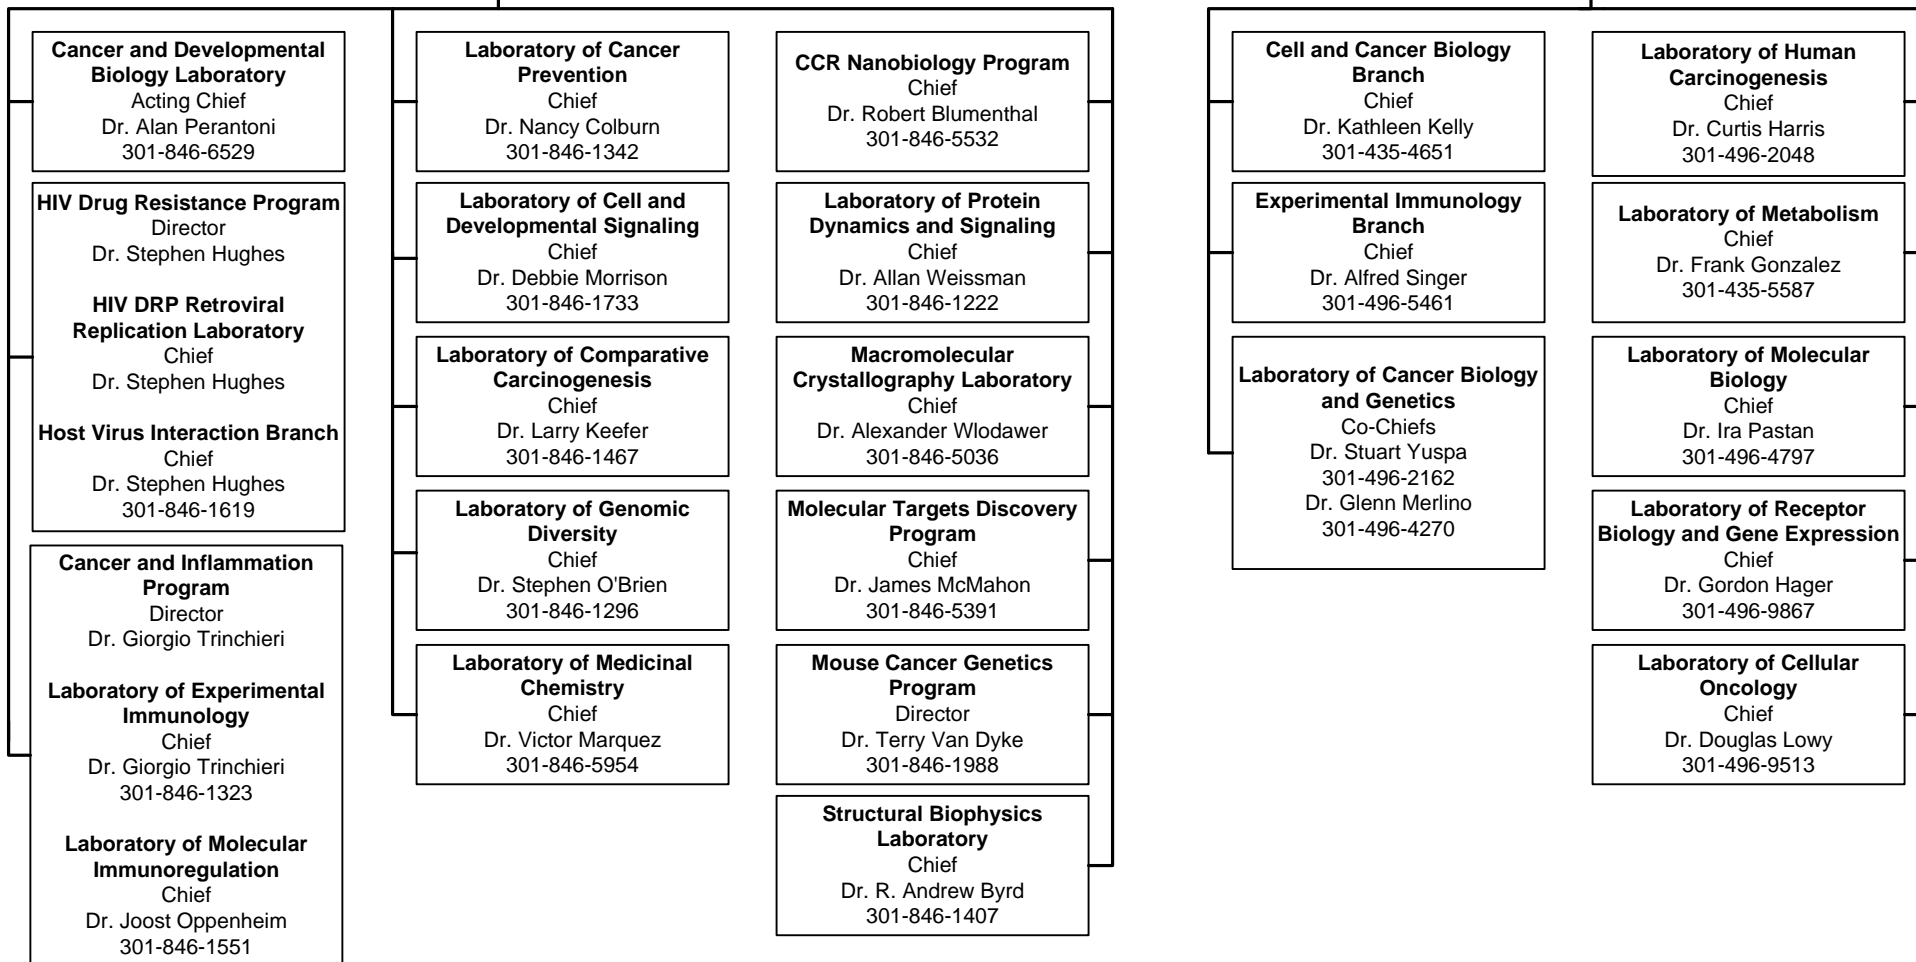 Cancer and Developmental
Biology Laboratory
Acting Chief
Dr. Alan Perantoni
301-846-6529
HIV Drug Resistance Program
Director
Dr. Stephen Hughes
HIV DRP Retroviral
Replication Laboratory
Chief
Dr. Stephen Hughes
Host Virus Interaction Branch
Chief
Dr. Stephen Hughes
301-846-1619
Cancer and Inflammation
Program
Director
Dr. Giorgio Trinchieri
Laboratory of Experimental
Immunology
Chief
Dr. Giorgio Trinchieri
301-846-1323
Laboratory of Molecular
Immunoregulation
Chief
Dr. Joost Oppenheim
301-846-1551
Laboratory of Cancer
Prevention
Chief
Dr. Nancy Colburn
301-846-1342
Laboratory of Cell and
Developmental Signaling
Chief
Dr. Debbie Morrison
301-846-1733
Laboratory of Comparative
Carcinogenesis
Chief
Dr. Larry Keefer
301-846-1467
Laboratory of Genomic
Diversity
Chief
Dr. Stephen O'Brien
301-846-1296
Laboratory of Medicinal
Chemistry
Chief
Dr. Victor Marquez
301-846-5954
CCR Nanobiology Program
Chief
Dr. Robert Blumenthal
301-846-5532
Laboratory of Protein
Dynamics and Signaling
Chief
Dr. Allan Weissman
301-846-1222
Macromolecular
Crystallography Laboratory
Chief
Dr. Alexander Wlodawer
301-846-5036
Molecular Targets Discovery
Program
Chief
Dr. James McMahon
301-846-5391
Mouse Cancer Genetics
Program
Director
Dr. Terry Van Dyke
301-846-1988
Structural Biophysics
Laboratory
Chief
Dr. R. Andrew Byrd
301-846-1407
Cell and Cancer Biology
Branch
Chief
Dr. Kathleen Kelly
301-435-4651
Experimental Immunology
Branch
Chief
Dr. Alfred Singer
301-496-5461
Laboratory of Cancer Biology
and Genetics
Co-Chiefs
Dr. Stuart Yuspa
301-496-2162
Dr. Glenn Merlino
301-496-4270
Laboratory of Human
Carcinogenesis
Chief
Dr. Curtis Harris
301-496-2048
Laboratory of Metabolism
Chief
Dr. Frank Gonzalez
301-435-5587
Laboratory of Molecular
Biology
Chief
Dr. Ira Pastan
301-496-4797
Laboratory of Receptor
Biology and Gene Expression
Chief
Dr. Gordon Hager
301-496-9867
Laboratory of Cellular
Oncology
Chief
Dr. Douglas Lowy
301-496-9513